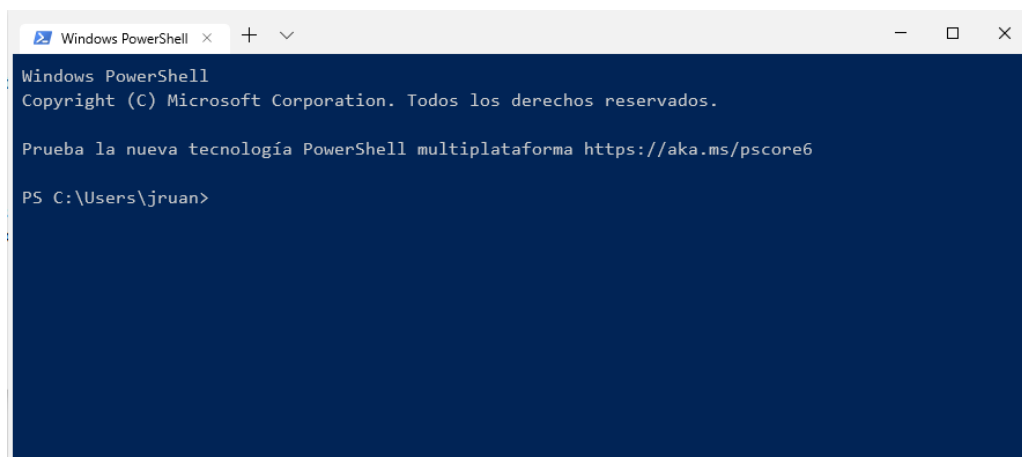 Windows PowerShell
Windows PowerShell
Copyright (C) Microsoft Corporation. Todos los derechos reservados.
Prueba la nueva tecnología PowerShell multiplataforma https://aka.ms/pscore6
PS C:\Users\jruan>